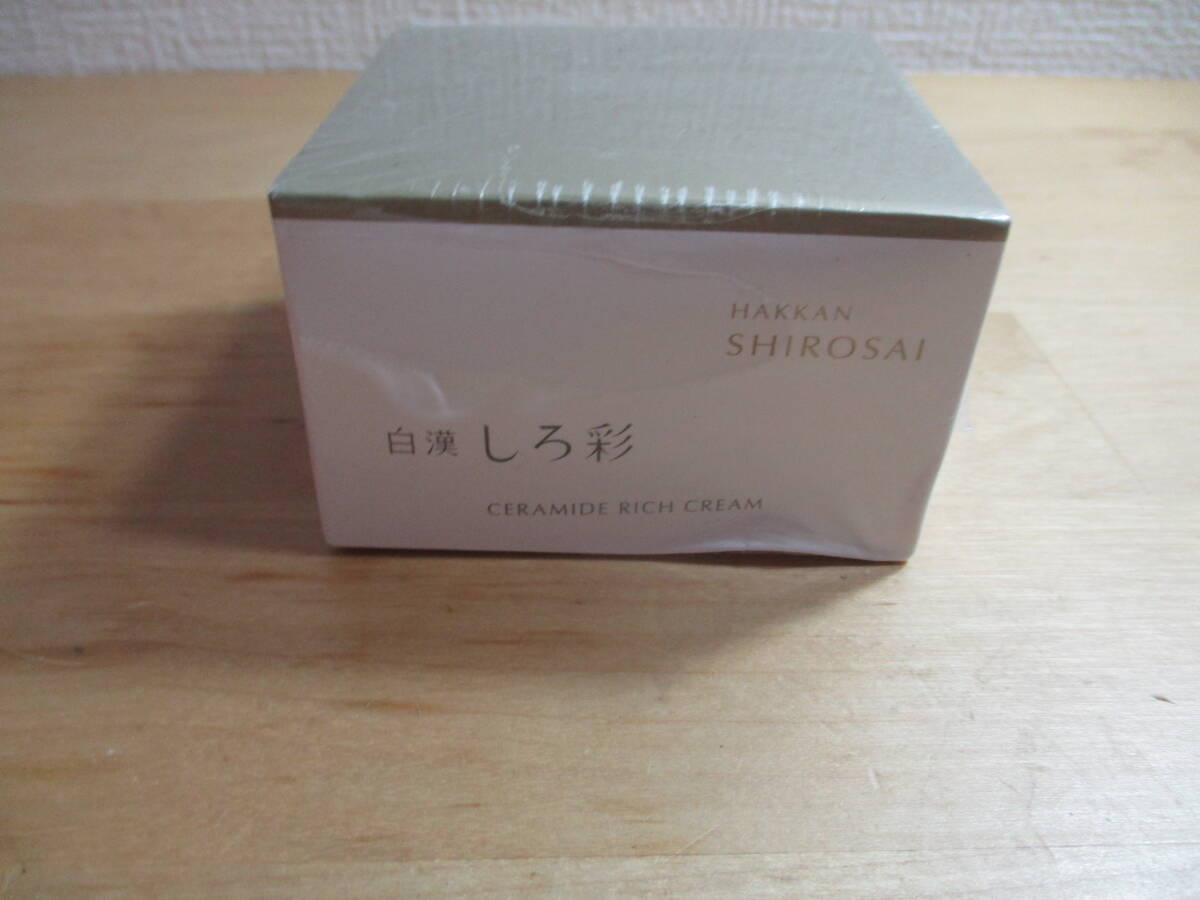 HAKKAN
SHIROSAI
白漢 しろ彩
CERAMIDE RICH CREAM